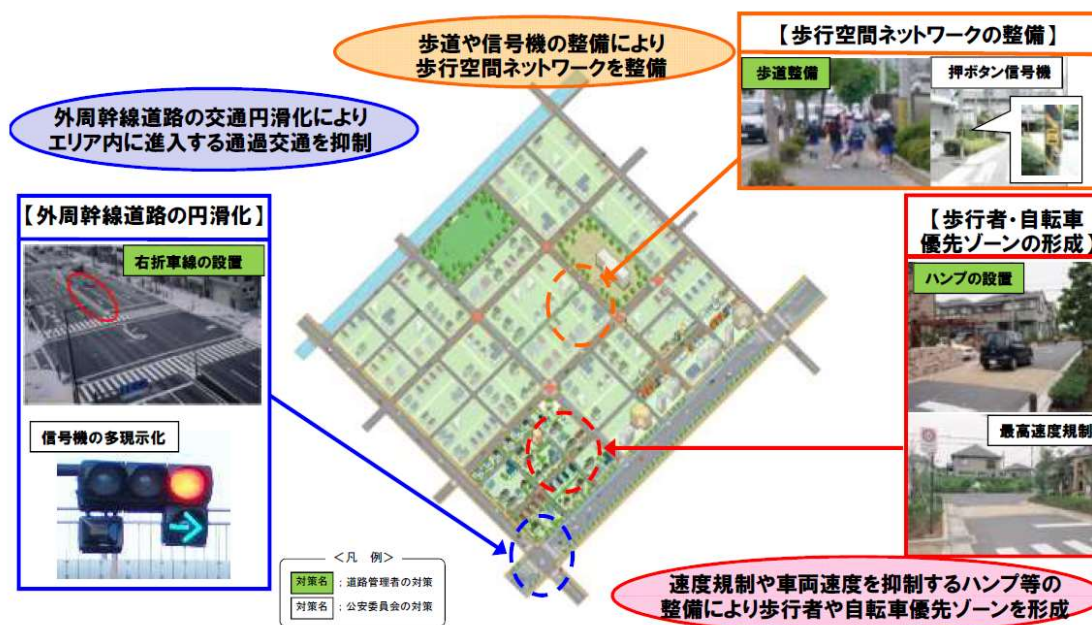 歩道や信号機の整備により
歩行空間ネットワークを整備
【歩行空間ネットワークの整備】
歩道整備
押ボタン信号機
外周幹線道路の交通円滑化により
エリア内に進入する通過交通を抑制
【外周幹線道路の円滑化】
右折車線の設置
信号機の多現示化
【歩行者・自転車
優先ゾーンの形成】
ハンプの設置
最高速度規制
<凡 例>
対策名 ：道路管理者の対策
対策名 ：公安委員会の対策
速度規制や車両速度を抑制するハンプ等の
整備により歩行者や自転車優先ゾーンを形成